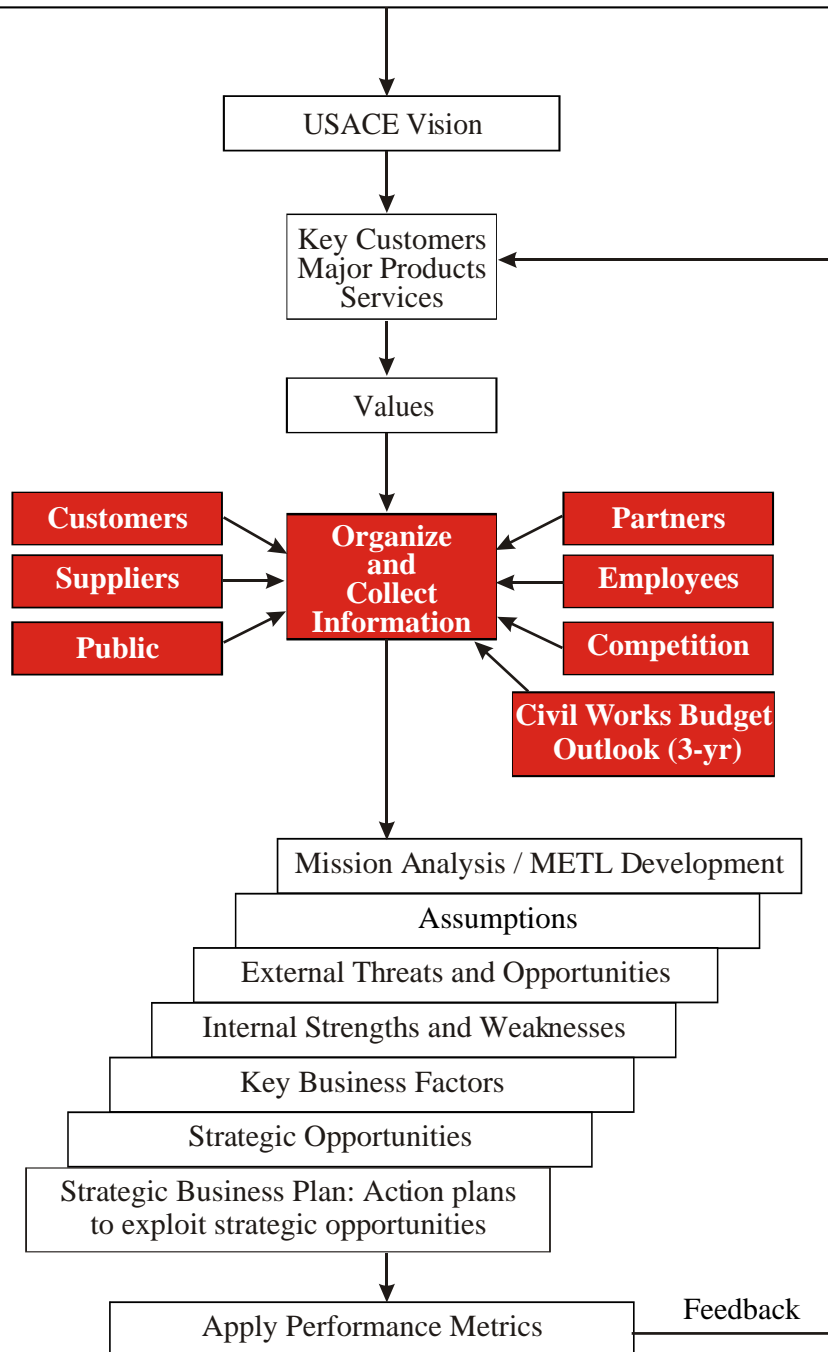 USACE Vision
Key Customers
Major Products
Services
Values
Customers
Suppliers
Public
Organize
and
Collect
Information
Partners
Employees
Competition
Civil Works Budget
Outlook (3-yr)
Mission Analysis / METL Development
Assumptions
External Threats and Opportunities
Internal Strengths and Weaknesses
Key Business Factors
Strategic Opportunities
Strategic Business Plan: Action plans
to exploit strategic opportunities
Apply Performance Metrics
Feedback